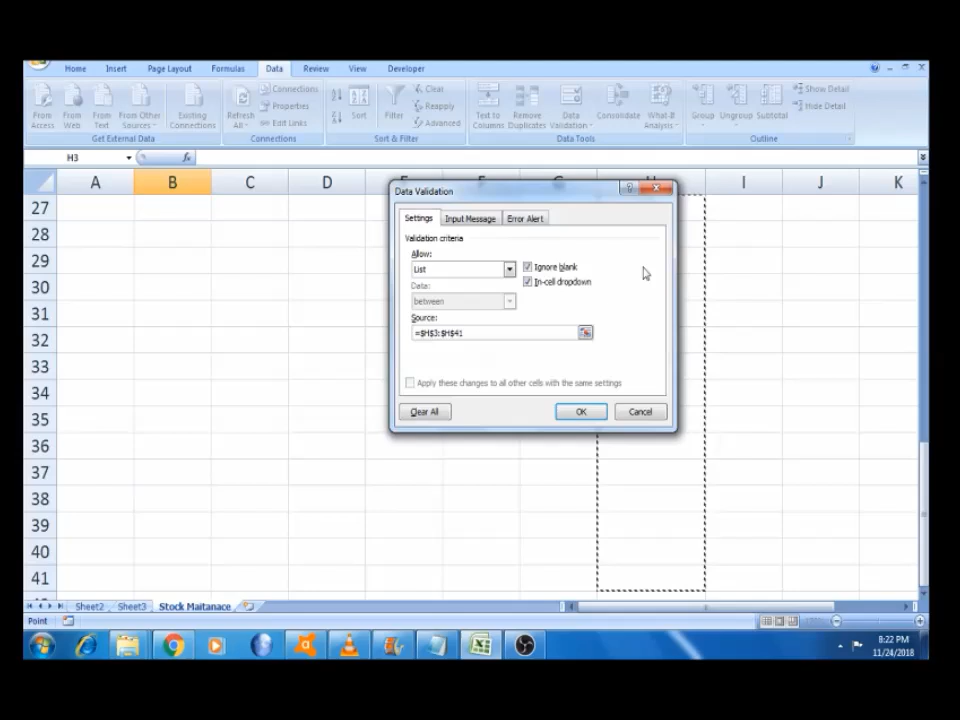 Home Insert Page Layout Formulas Data Review View Developer
Connections Clear Show Detail
Properties Reapply Hide Detail
Edit Links Advanced
From Access From Web From Text From Other Sources Existing Connections Refresh All Sort Filter Text to Columns Remove Duplicates Data Validation Consolidate What-If Analysis Group Ungroup Subtotal
Get External Data Connections Sort & Filter Data Tools Outline
H3 fx
A B C D I J K
27
28
29
30
31
32
33
34
35
36
37
38
39
40
41
Data Validation
Settings Input Message Error Alert
Validation criteria
Allow:
List
Ignore blank
Data:
In-cell dropdown
between
Source:
=$H$3:$H$41
Apply these changes to all other cells with the same settings
Clear All OK Cancel
Sheet2 Sheet3 Stock Maitanace
Point
8:22 PM
11/24/2018